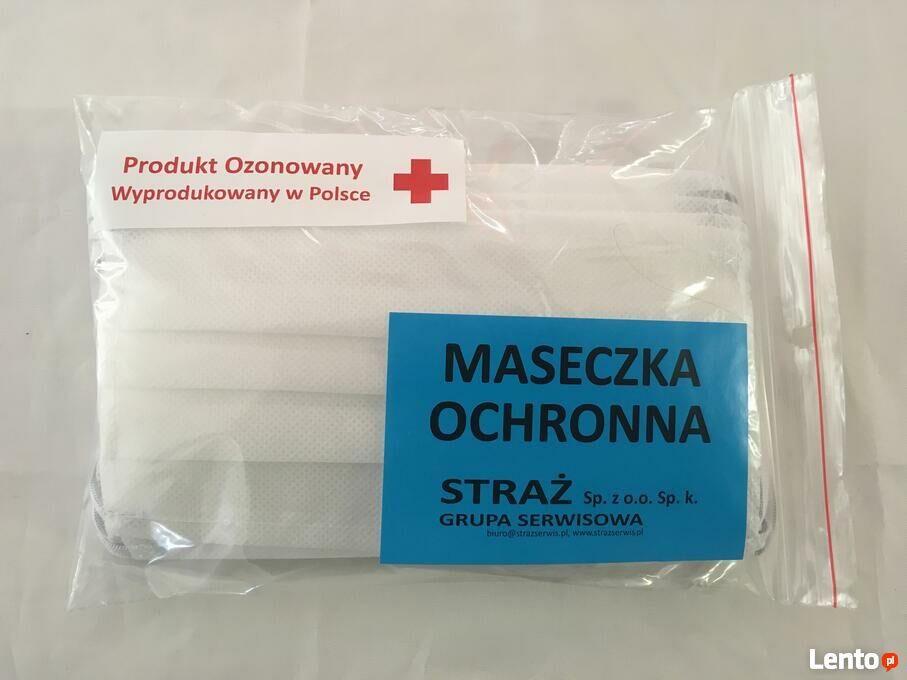 Produkt Ozonowany
Wyprodukowany w Polsce
MASECZKA
OCHRONNA
STRAŻ Sp. z o.o. Sp. k.
GRUPA SERWISOWA
biuro@strazserwis.pl, www.strazserwis.pl
Lento.pl